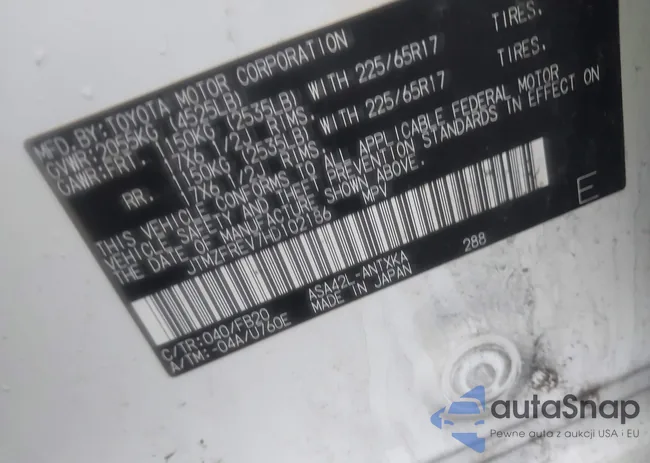 MFD. BY: TOYOTA MOTOR CORPORATION
GVWR: 2055KG (4525LB)
GAWR: FRT. 1150KG (2535LB) WITH 225/65R17 TIRES.
17X6 1/2J RIMS.
RR. 1150KG (2535LB) WITH 225/65R17 TIRES.
17X6 1/2J RIMS.
THIS VEHICLE CONFORMS TO ALL APPLICABLE FEDERAL MOTOR
VEHICLE SAFETY AND THEFT PREVENTION STANDARDS IN EFFECT ON
THE DATE OF MANUFACTURE SHOWN ABOVE.
JTMZFREV7HD102186 MPV
E
C/TR: 040/FB20 ASA42L-ANTXKA 288
A/TM: -04A/U760E MADE IN JAPAN
autaSnap
Pewne auta z aukcji USA i EU